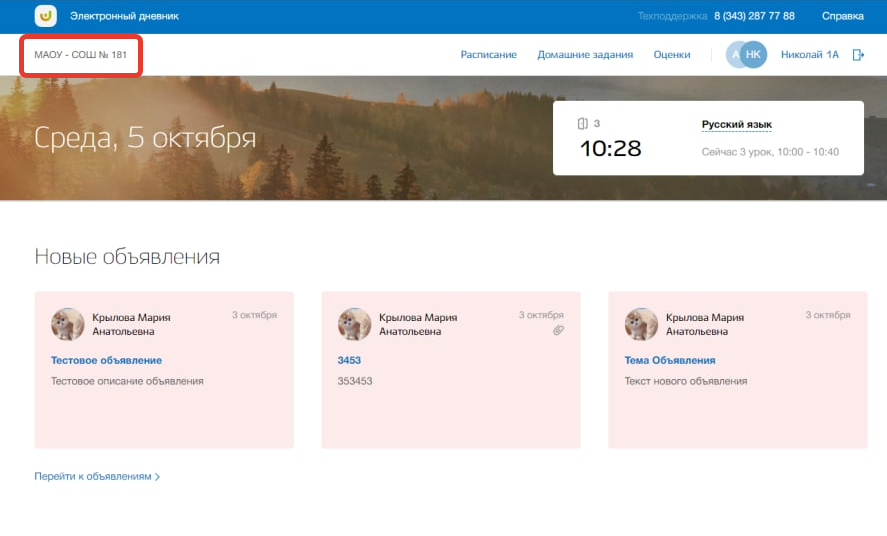 Электронный дневник
Техподдержка 8 (343) 287 77 88 Справка
МАОУ - СОШ № 181
Расписание Домашние задания Оценки А НК Николай 1А
Среда, 5 октября
3 Русский язык
10:28 Сейчас 3 урок, 10:00 - 10:40
Новые объявления
Крылова Мария 3 октября
Анатольевна
Тестовое объявление
Тестовое описание объявления
Крылова Мария 3 октября
Анатольевна
3453
353453
Крылова Мария 3 октября
Анатольевна
Тема Объявления
Текст нового объявления
Перейти к объявлениям